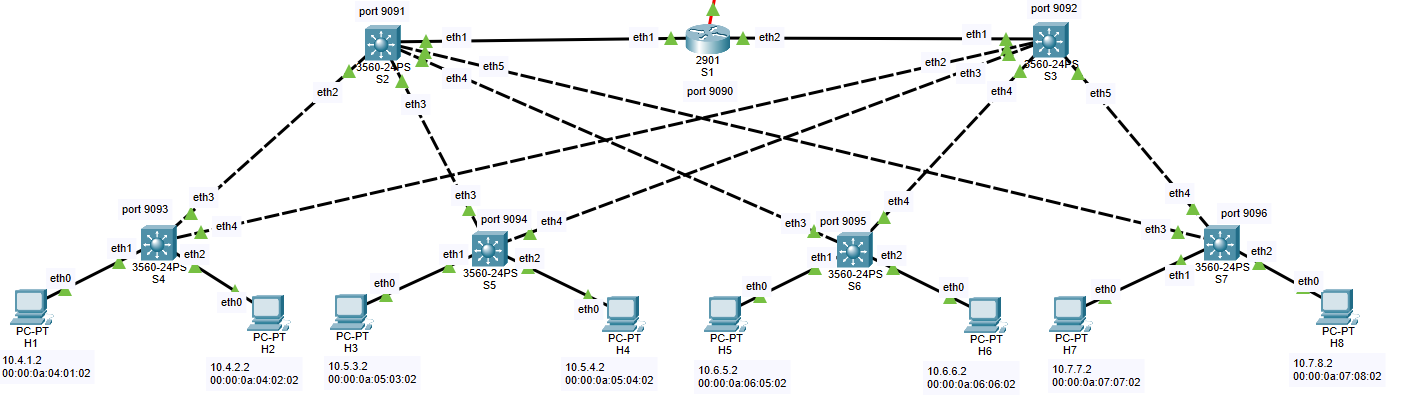 port 9091
port 9092
eth1
eth1
eth2
eth1
3560-24PS
S2
2901
S1
3560-24PS
S3
eth5
eth4
eth2
eth3
eth2
eth3
port 9090
eth4
eth5
eth3
eth3
eth4
eth4
port 9093
port 9094
port 9095
port 9096
eth4
eth4
eth3
eth3
eth1
eth2
eth1
eth2
eth1
eth2
eth1
eth2
3560-24PS
S4
3560-24PS
S5
3560-24PS
S6
3560-24PS
S7
eth0
eth0
eth0
eth0
eth0
eth0
eth0
eth0
PC-PT
H1
PC-PT
H2
PC-PT
H3
PC-PT
H4
PC-PT
H5
PC-PT
H6
PC-PT
H7
PC-PT
H8
10.4.1.2
00:00:0a:04:01:02
10.4.2.2
00:00:0a:04:02:02
10.5.3.2
00:00:0a:05:03:02
10.5.4.2
00:00:0a:05:04:02
10.6.5.2
00:00:0a:06:05:02
10.6.6.2
00:00:0a:06:06:02
10.7.7.2
00:00:0a:07:07:02
10.7.8.2
00:00:0a:07:08:02